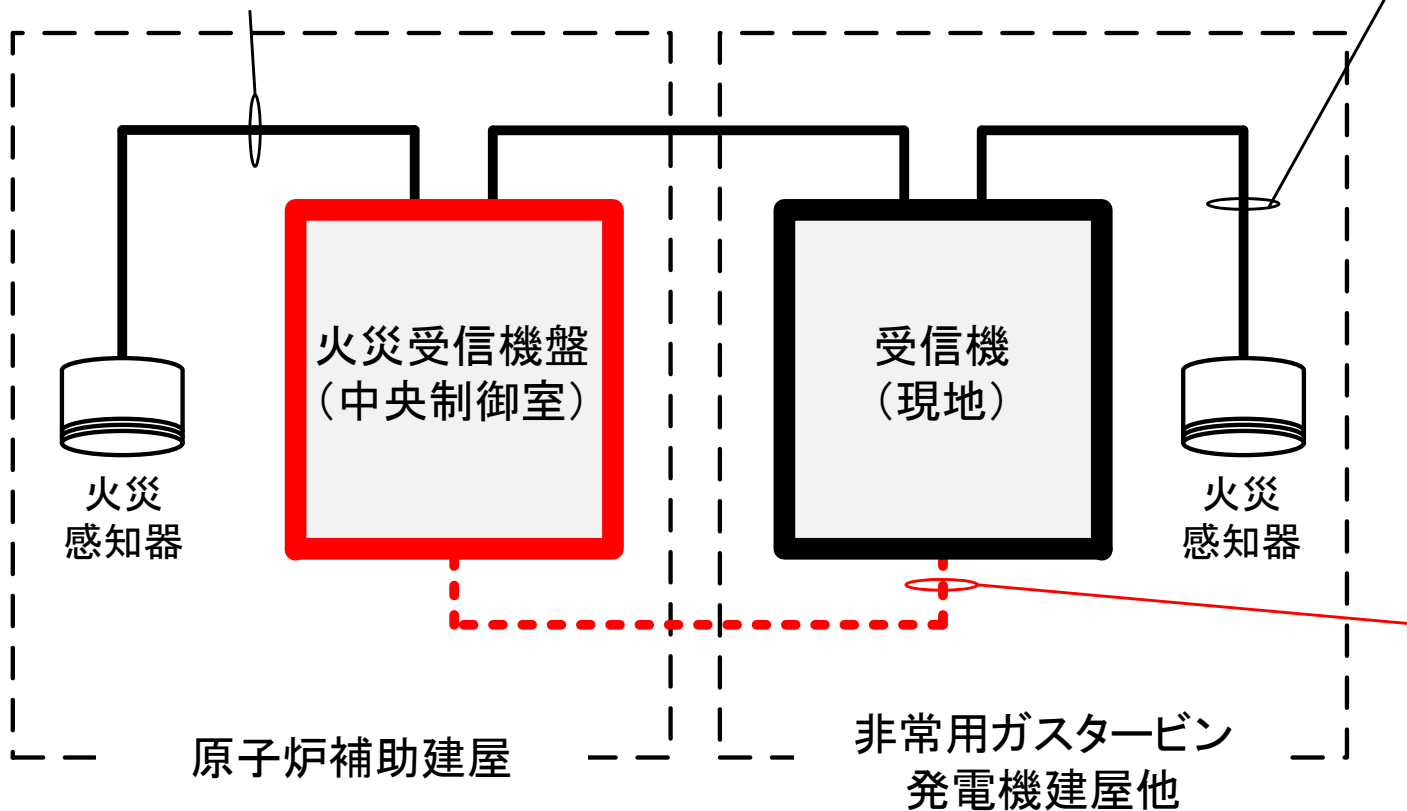 火災受信機盤
（中央制御室）
受信機
（現地）
火災
感知器
火災
感知器
原子炉補助建屋
非常用ガスタービン
発電機建屋他